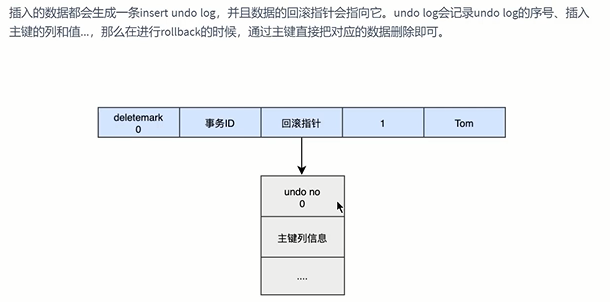 插入的数据都会生成一条insert undo log，并且数据的回滚指针会指向它。undo log会记录undo log的序号、插入
主键的列和值...，那么在进行rollback的时候，通过主键直接把对应的数据删除即可。
deletemark
0
事务ID
回滚指针
1
Tom
undo no
0
主键列信息
....